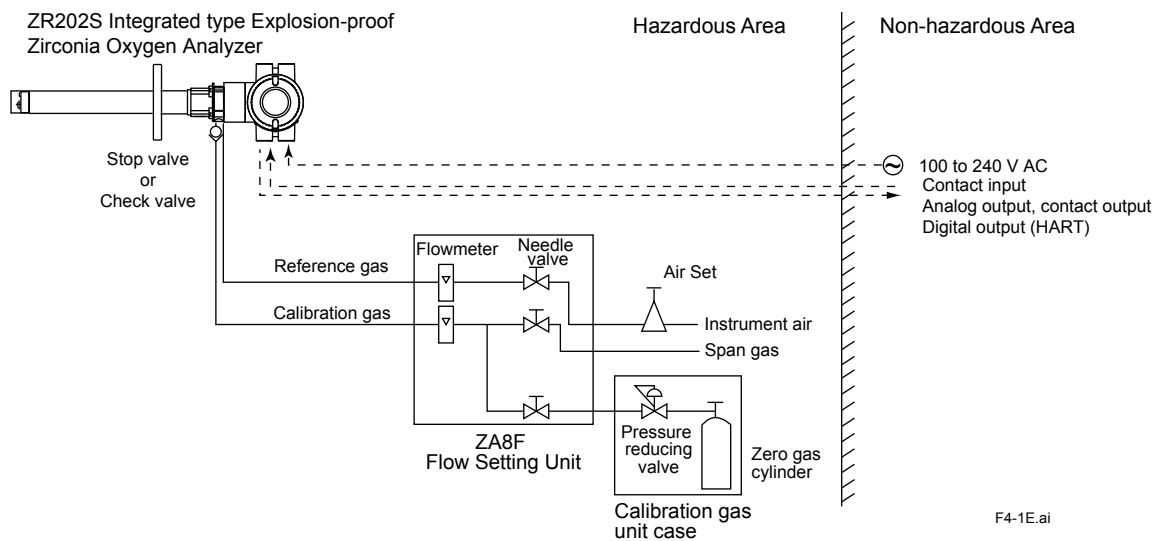 ZR202S Integrated type Explosion-proof
Zirconia Oxygen Analyzer
Hazardous Area
Non-hazardous Area
Stop valve
or
Check valve
100 to 240 V AC
Contact input
Analog output, contact output
Digital output (HART)
Flowmeter
Needle
valve
Reference gas
Air Set
Calibration gas
Instrument air
Span gas
ZA8F
Flow Setting Unit
Pressure
reducing
valve
Zero gas
cylinder
Calibration gas
unit case
F4-1E.ai